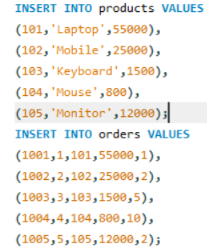 INSERT INTO products VALUES
(101,'Laptop',55000),
(102,'Mobile',25000),
(103,'Keyboard',1500),
(104,'Mouse',800),
(105,'Monitor',12000);
INSERT INTO orders VALUES
(1001,1,101,55000,1),
(1002,2,102,25000,2),
(1003,3,103,1500,5),
(1004,4,104,800,10),
(1005,5,105,12000,2);